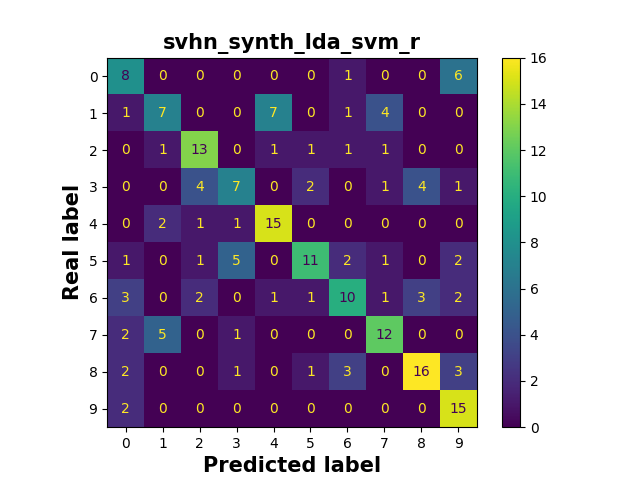 svhn_synth_lda_svm_r
0 8 0 0 0 0 0 1 0 0 6
1 1 7 0 0 7 0 1 4 0 0
2 0 1 13 0 1 1 1 1 0 0
3 0 0 4 7 0 2 0 1 4 1
4 0 2 1 1 15 0 0 0 0 0
5 1 0 1 5 0 11 2 1 0 2
6 3 0 2 0 1 1 10 1 3 2
7 2 5 0 1 0 0 0 12 0 0
8 2 0 0 1 0 1 3 0 16 3
9 2 0 0 0 0 0 0 0 0 15
0 1 2 3 4 5 6 7 8 9
Real label
Predicted label
16
14
12
10
8
6
4
2
0